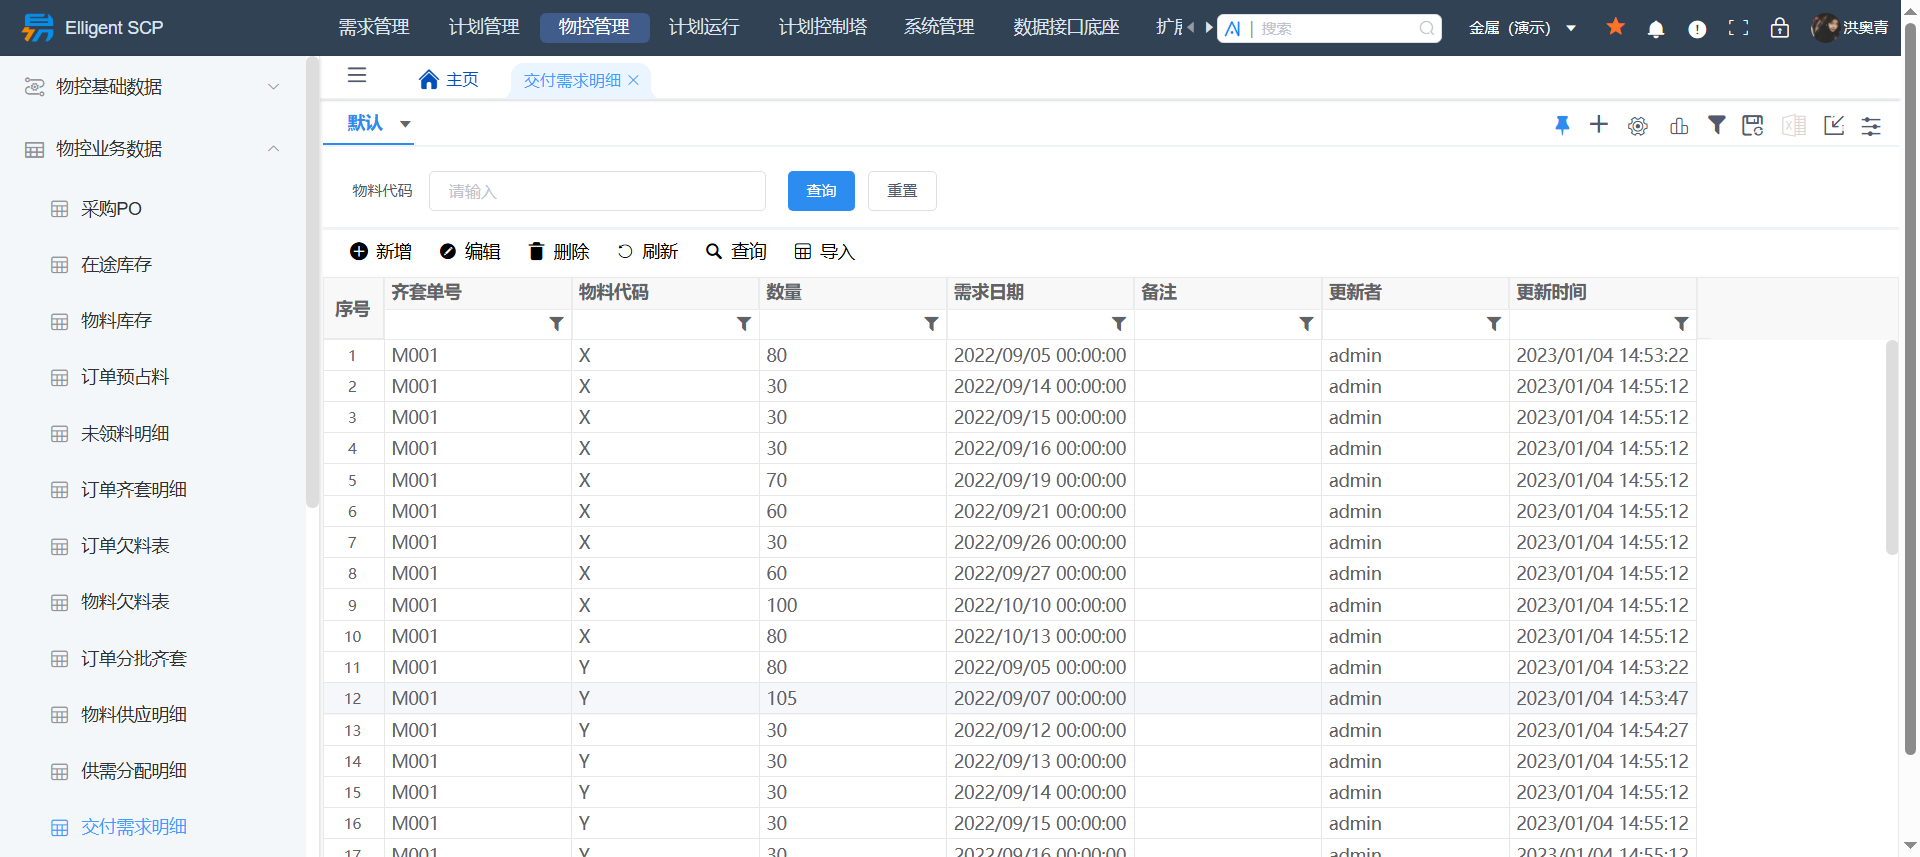 Elligent SCP
需求管理 计划管理 物控管理 计划运行 计划控制塔 系统管理 数据接口底座
搜索
金属（演示）
洪奥青
物控基础数据
物控业务数据
采购PO
在途库存
物料库存
订单预占料
未领料明细
订单齐套明细
订单欠料表
物料欠料表
订单分批齐套
物料供应明细
供需分配明细
交付需求明细
主页 交付需求明细
默认
物料代码 请输入 查询 重置
新增 编辑 删除 刷新 查询 导入
序号 齐套单号 物料代码 数量 需求日期 备注 更新者 更新时间
1 M001 X 80 2022/09/05 00:00:00 admin 2023/01/04 14:53:22
2 M001 X 30 2022/09/14 00:00:00 admin 2023/01/04 14:55:12
3 M001 X 30 2022/09/15 00:00:00 admin 2023/01/04 14:55:12
4 M001 X 30 2022/09/16 00:00:00 admin 2023/01/04 14:55:12
5 M001 X 70 2022/09/19 00:00:00 admin 2023/01/04 14:55:12
6 M001 X 60 2022/09/21 00:00:00 admin 2023/01/04 14:55:12
7 M001 X 30 2022/09/26 00:00:00 admin 2023/01/04 14:55:12
8 M001 X 60 2022/09/27 00:00:00 admin 2023/01/04 14:55:12
9 M001 X 100 2022/10/10 00:00:00 admin 2023/01/04 14:55:12
10 M001 X 80 2022/10/13 00:00:00 admin 2023/01/04 14:55:12
11 M001 Y 80 2022/09/05 00:00:00 admin 2023/01/04 14:53:22
12 M001 Y 105 2022/09/07 00:00:00 admin 2023/01/04 14:53:47
13 M001 Y 30 2022/09/12 00:00:00 admin 2023/01/04 14:54:27
14 M001 Y 30 2022/09/13 00:00:00 admin 2023/01/04 14:55:12
15 M001 Y 30 2022/09/14 00:00:00 admin 2023/01/04 14:55:12
16 M001 Y 30 2022/09/15 00:00:00 admin 2023/01/04 14:55:12
17 M001 Y 30 2022/09/16 00:00:00 admin 2023/01/04 14:55:12